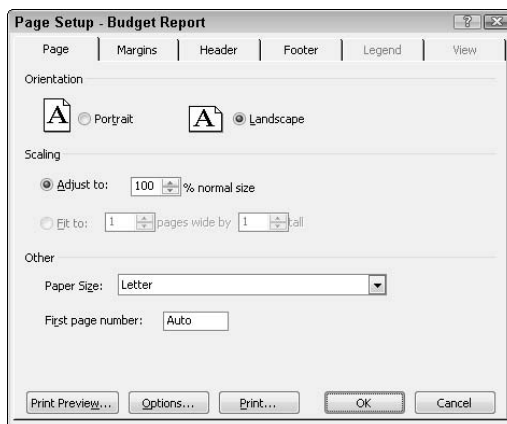 Page Setup - Budget Report
Page Margins Header Footer Legend View
Orientation
A Portrait A Landscape
Scaling
Adjust to: 100 % normal size
Fit to: 1 pages wide by 1 tall
Other
Paper Size: Letter
First page number: Auto
Print Preview... Options... Print... OK Cancel